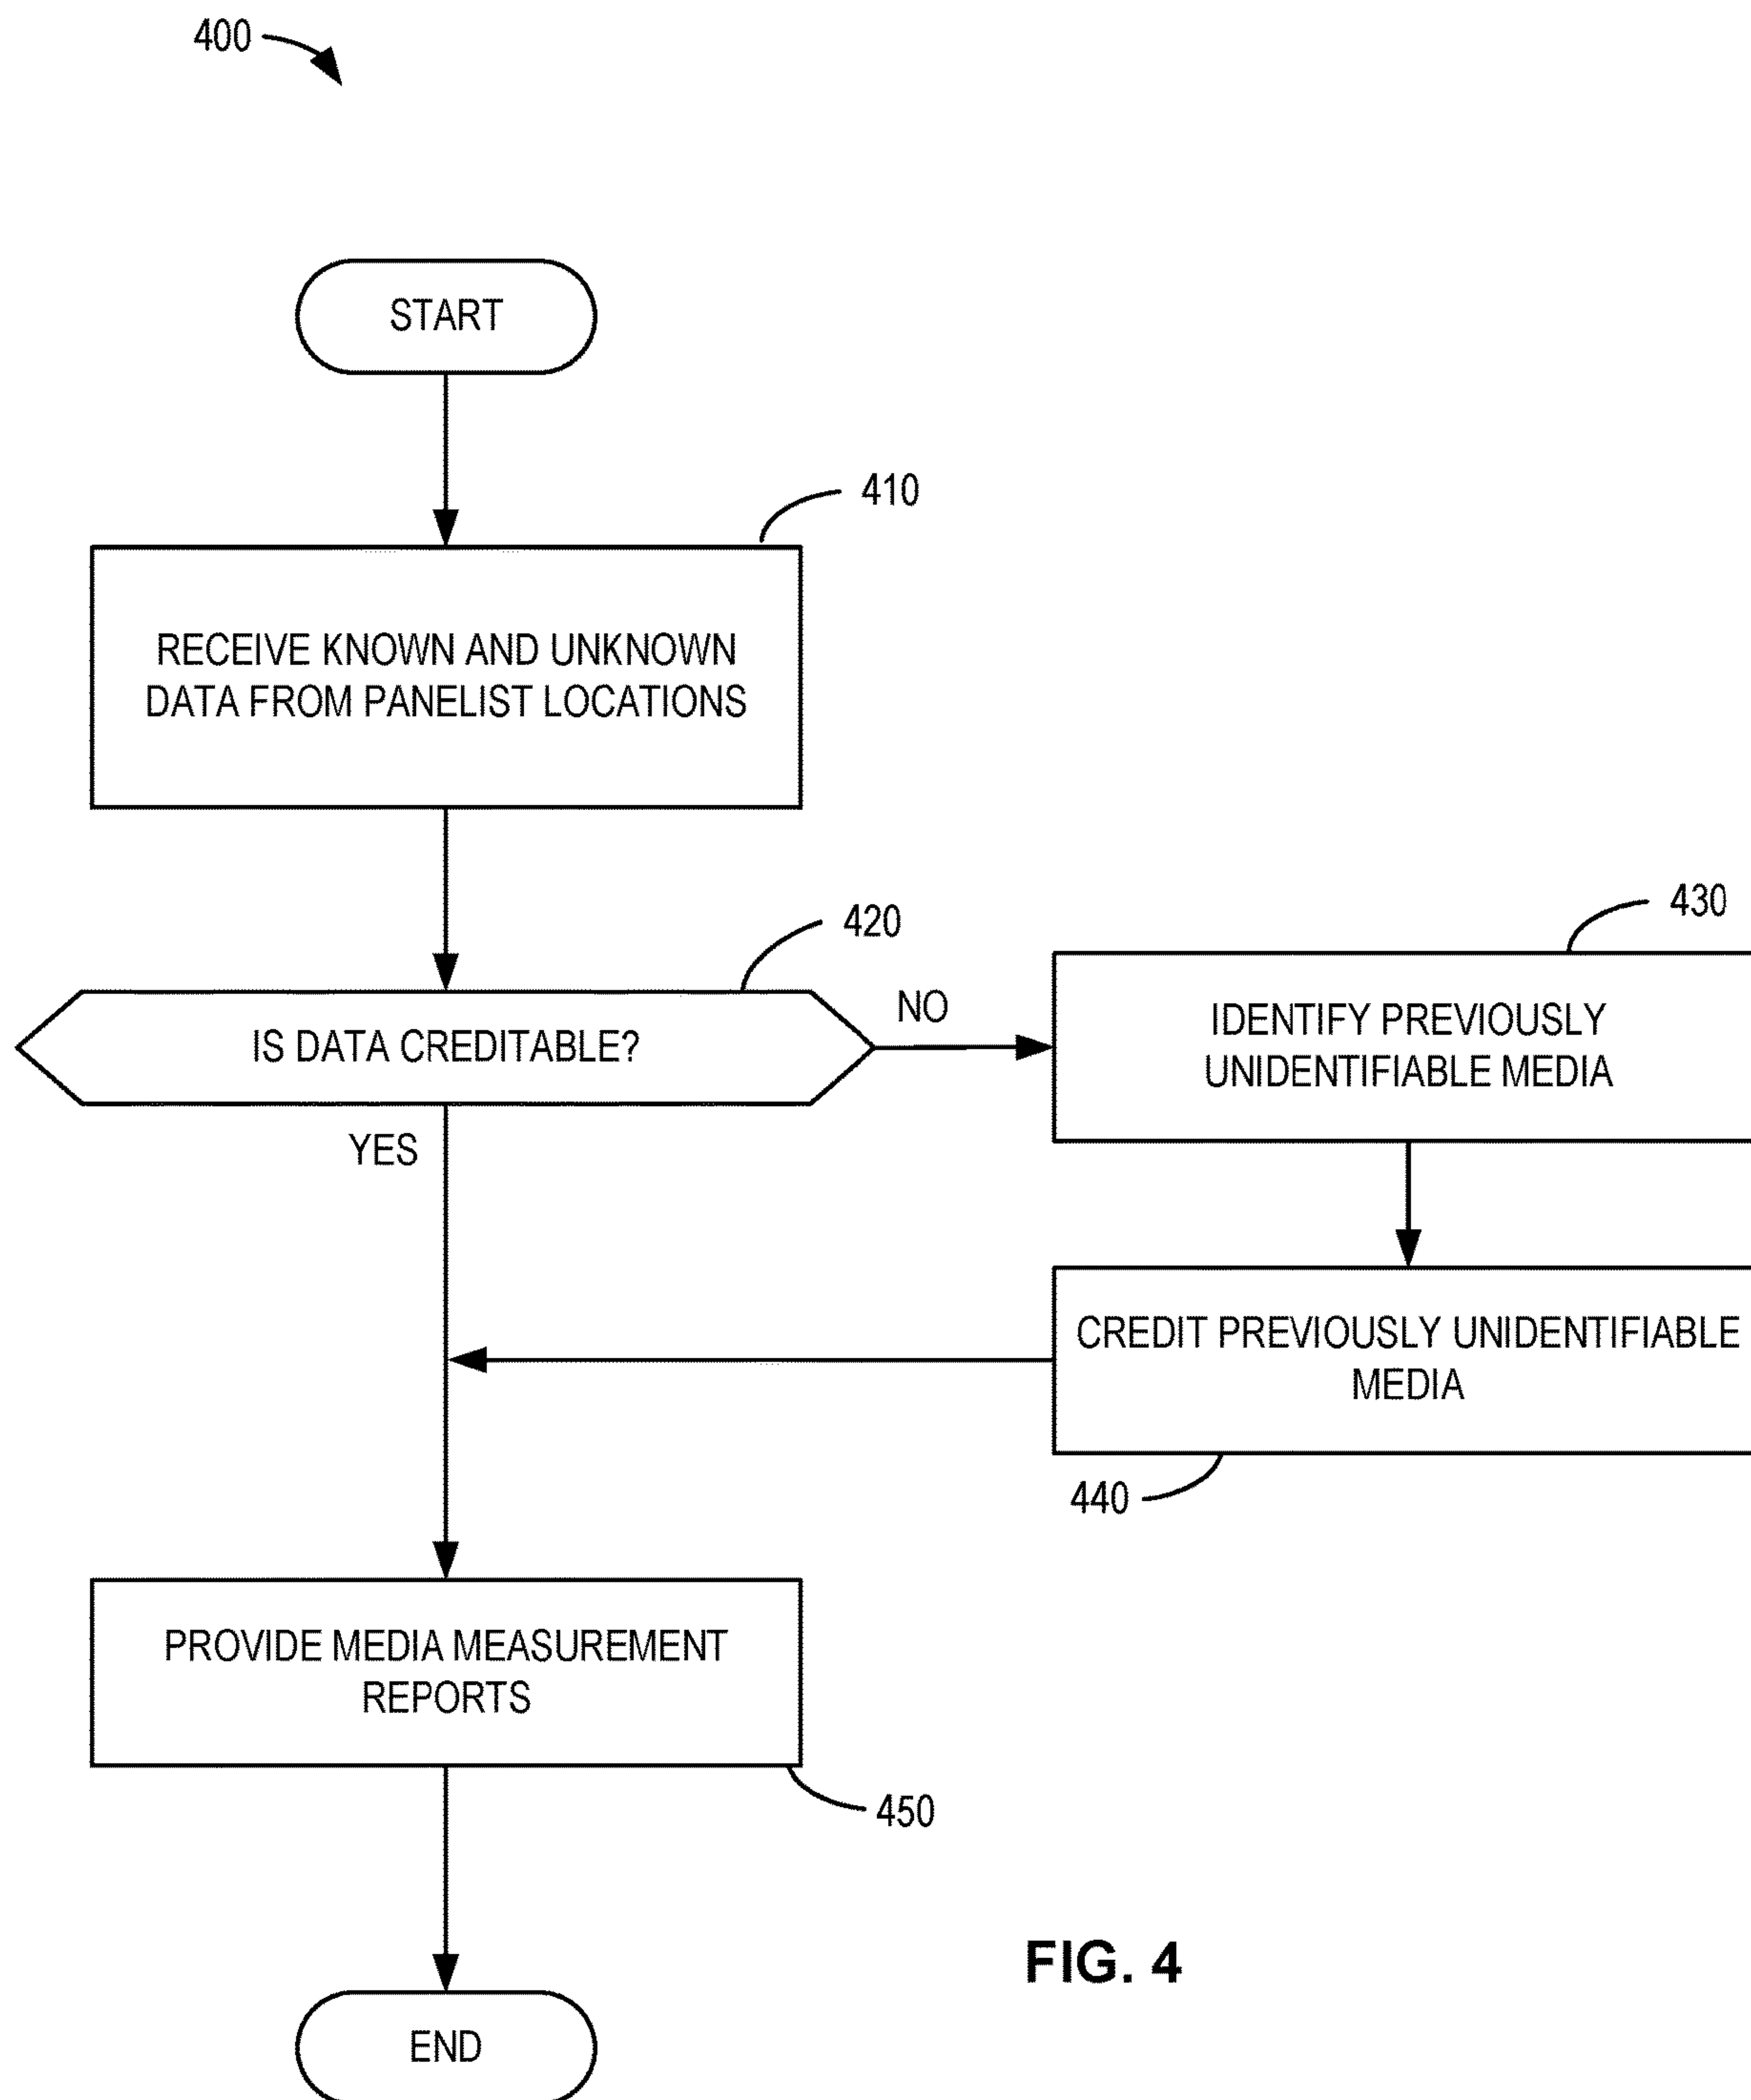 400
START
410
RECEIVE KNOWN AND UNKNOWN
DATA FROM PANELIST LOCATIONS
420
IS DATA CREDITABLE?
NO
YES
430
IDENTIFY PREVIOUSLY
UNIDENTIFIABLE MEDIA
CREDIT PREVIOUSLY UNIDENTIFIABLE
MEDIA
440
PROVIDE MEDIA MEASUREMENT
REPORTS
450
END
FIG. 4